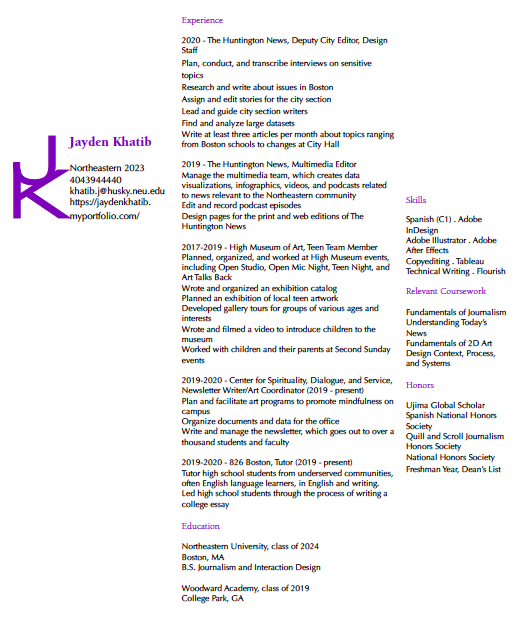 JK
Jayden Khatib
Northeastern 2023
4043944440
khatib.j@husky.neu.edu
https://jaydenkhatib.
myportfolio.com/
Experience
2020 - The Huntington News, Deputy City Editor, Design
Staff
Plan, conduct, and transcribe interviews on sensitive
topics
Research and write about issues in Boston
Assign and edit stories for the city section
Lead and guide city section writers
Find and analyze large datasets
Write at least three articles per month about topics ranging
from Boston schools to changes at City Hall
2019 - The Huntington News, Multimedia Editor
Manage the multimedia team, which creates data
visualizations, infographics, videos, and podcasts related
to news relevant to the Northeastern community
Edit and record podcast episodes
Design pages for the print and web editions of The
Huntington News
2017-2019 - High Museum of Art, Teen Team Member
Planned, organized, and worked at High Museum events,
including Open Studio, Open Mic Night, Teen Night, and
Art Talks Back
Wrote and organized an exhibition catalog
Planned an exhibition of local teen artwork
Developed gallery tours for groups of various ages and
interests
Wrote and filmed a video to introduce children to the
museum
Worked with children and their parents at Second Sunday
events
2019-2020 - Center for Spirituality, Dialogue, and Service,
Newsletter Writer/Art Coordinator (2019 - present)
Plan and facilitate art programs to promote mindfulness on
campus
Organize documents and data for the office
Write and manage the newsletter, which goes out to over a
thousand students and faculty
2019-2020 - 826 Boston, Tutor (2019 - present)
Tutor high school students from underserved communities,
often English language learners, in English and writing.
Led high school students through the process of writing a
college essay
Education
Northeastern University, class of 2024
Boston, MA
B.S. Journalism and Interaction Design
Woodward Academy, class of 2019
College Park, GA
Skills
Spanish (C1) . Adobe
InDesign
Adobe Illustrator . Adobe
After Effects
Copyediting . Tableau
Technical Writing . Flourish
Relevant Coursework
Fundamentals of Journalism
Understanding Today's
News
Fundamentals of 2D Art
Design Context, Process,
and Systems
Honors
Ujima Global Scholar
Spanish National Honors
Society
Quill and Scroll Journalism
Honors Society
National Honors Society
Freshman Year, Dean's List